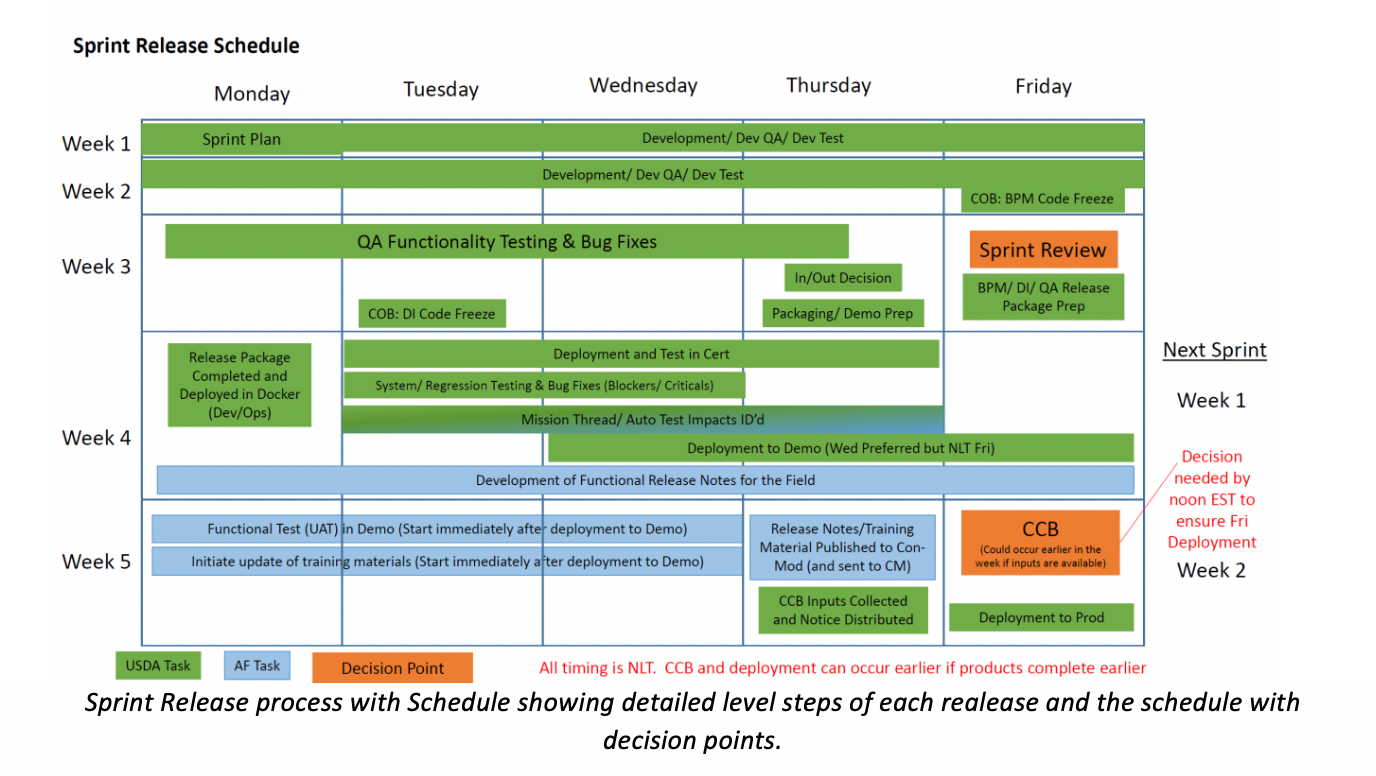 Sprint Release Schedule
Monday
Tuesday
Wednesday
Thursday
Friday
Week 1
Sprint Plan
Development/ Dev QA/ Dev Test
Week 2
Development/ Dev QA/ Dev Test
COB: BPM Code Freeze
Week 3
QA Functionality Testing & Bug Fixes
In/Out Decision
COB: DI Code Freeze
Packaging/ Demo Prep
Sprint Review
BPM/ DI/ QA Release
Package Prep
Week 4
Release Package
Completed and
Deployed in Docker
(Dev/Ops)
Deployment and Test in Cert
System/ Regression Testing & Bug Fixes (Blockers/ Criticals)
Mission Thread/ Auto Test Impacts ID’d
Deployment to Demo (Wed Preferred but NLT Fri)
Development of Functional Release Notes for the Field
Next Sprint
Week 1
Week 5
Functional Test (UAT) in Demo (Start immediately after deployment to Demo)
Initiate update of training materials (Start immediately after deployment to Demo)
Release Notes/Training
Material Published to Con-
Mod (and sent to CM)
CCB Inputs Collected
and Notice Distributed
CCB
(Could occur earlier in the
week if inputs are available)
Deployment to Prod
Decision
needed by
noon EST to
ensure Fri
Deployment
Week 2
USDA Task
AF Task
Decision Point
All timing is NLT.  CCB and deployment can occur earlier if products complete earlier
Sprint Release process with Schedule showing detailed level steps of each realease and the schedule with
decision points.